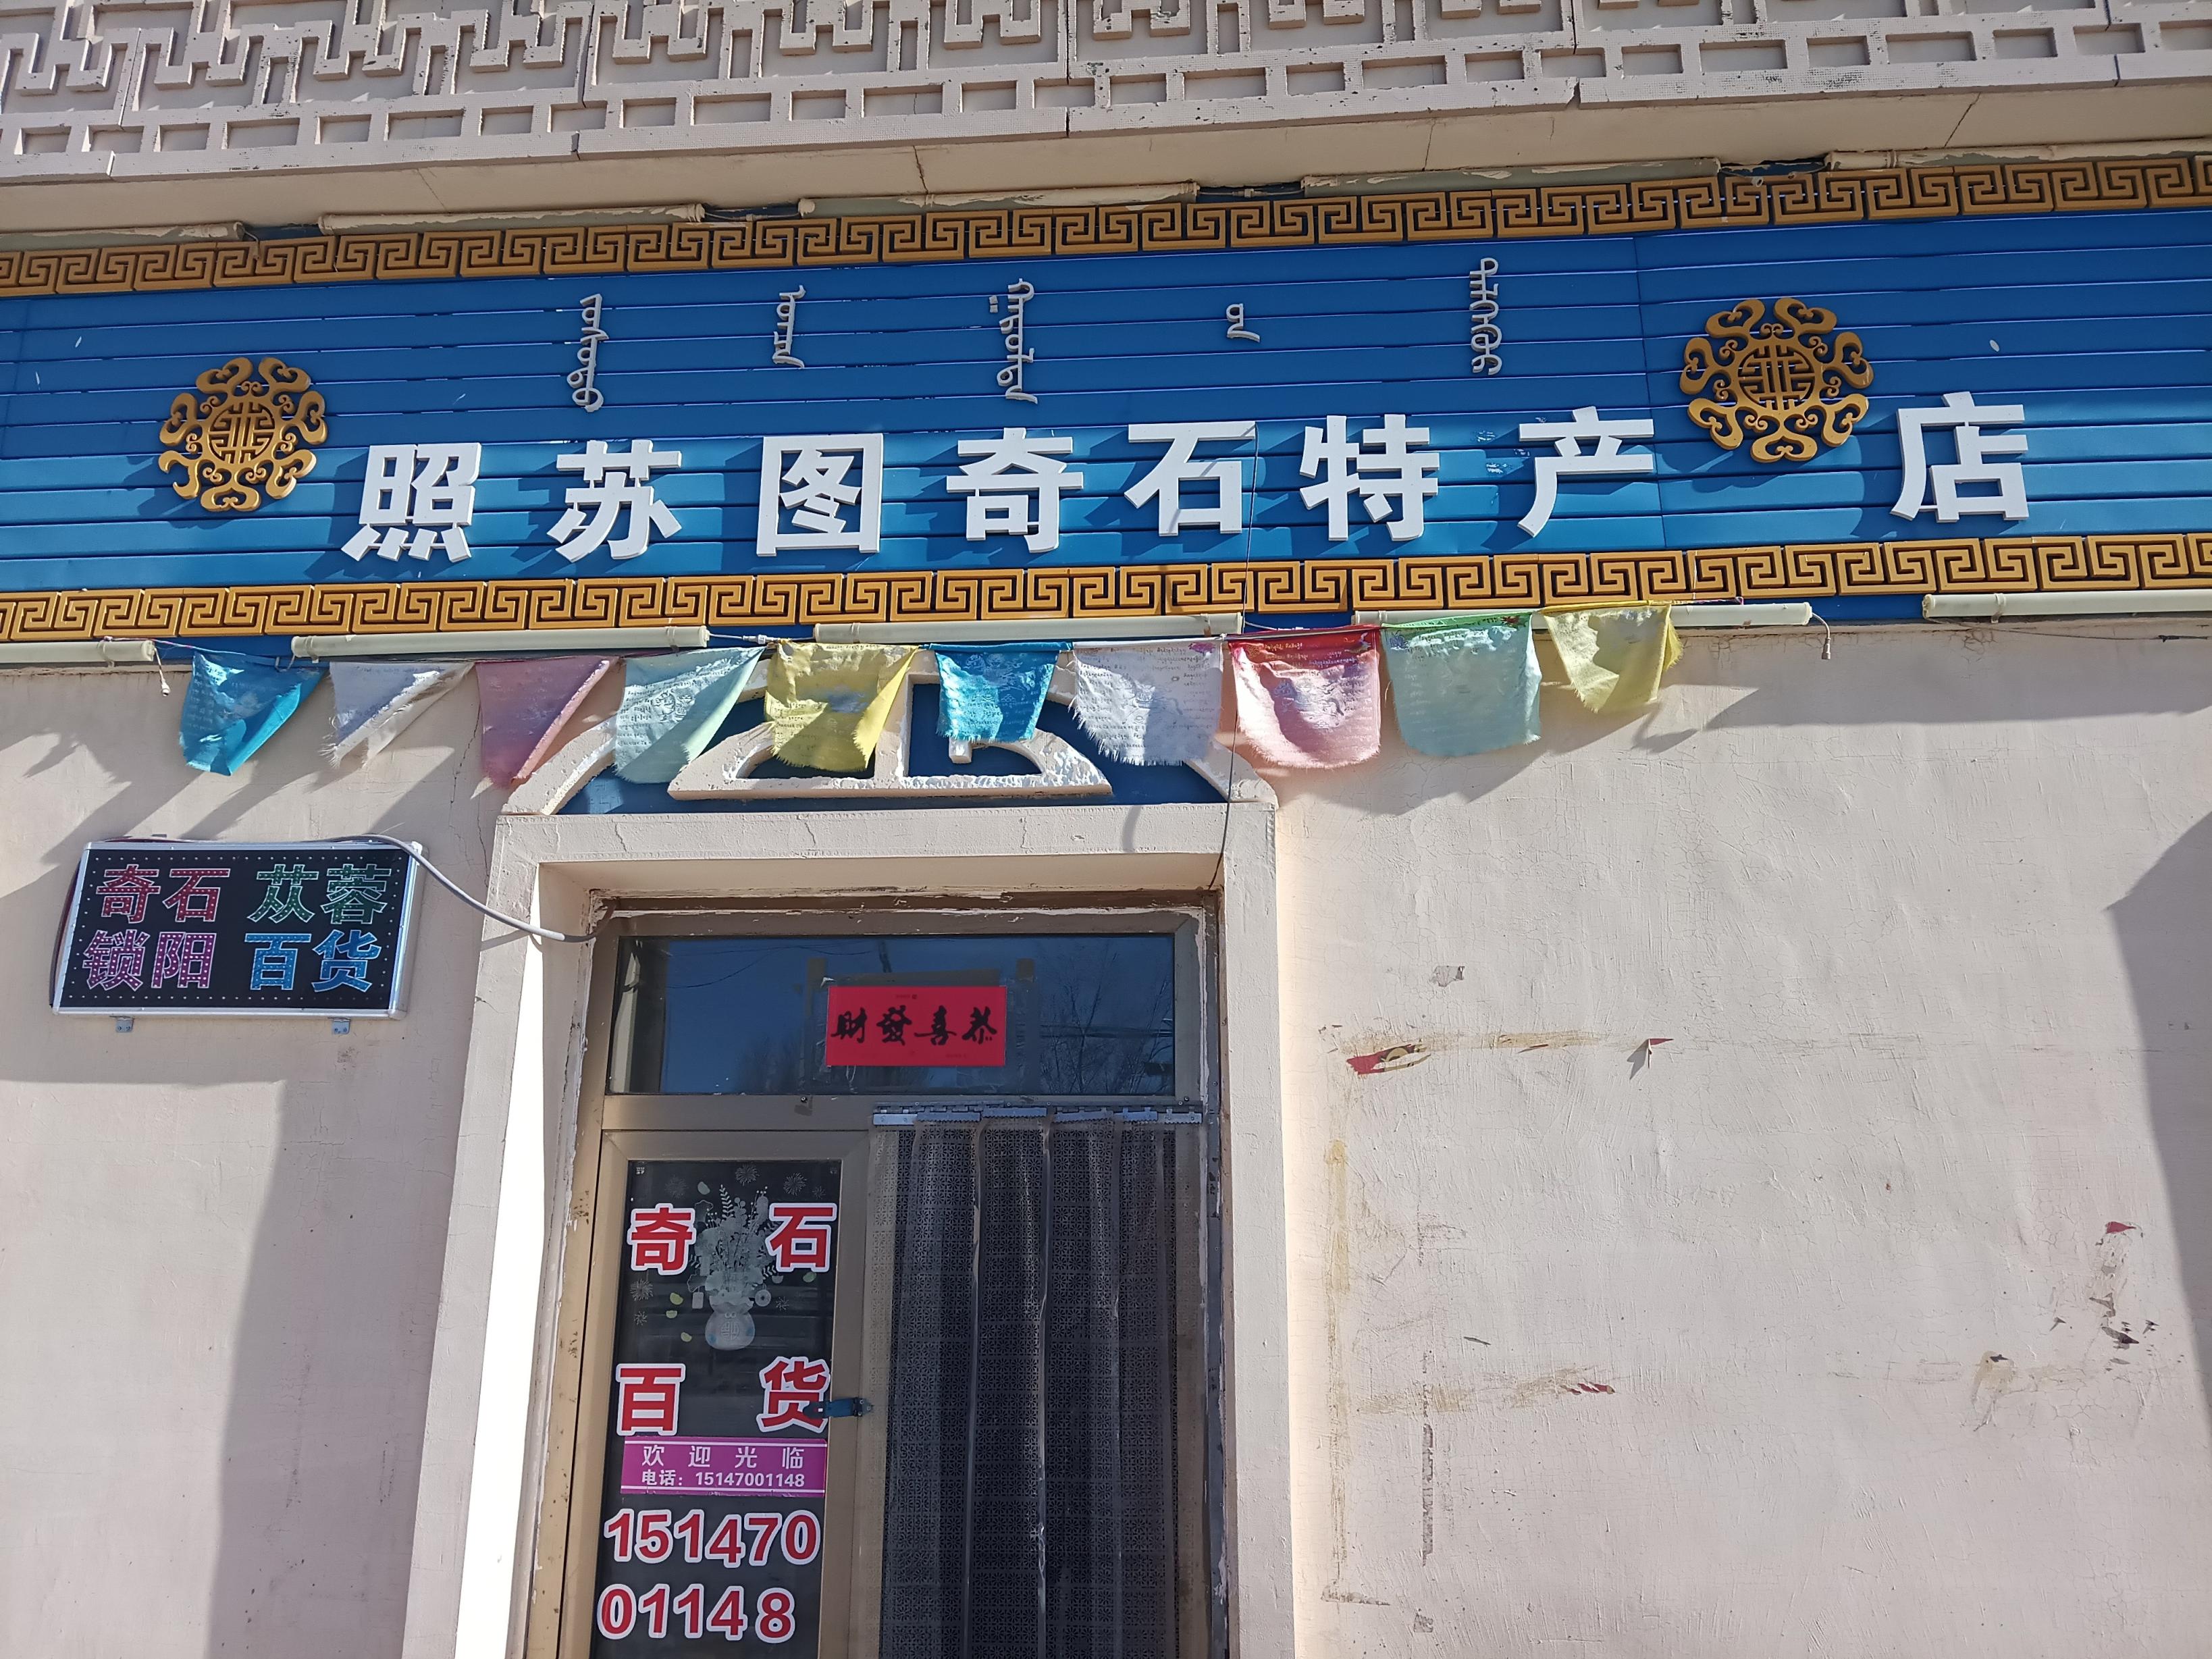 照苏图奇石特产店
奇石 苁蓉
锁阳 百货
財發喜恭
奇 石
百 货
欢迎光临
电话：15147001148
151470
01148